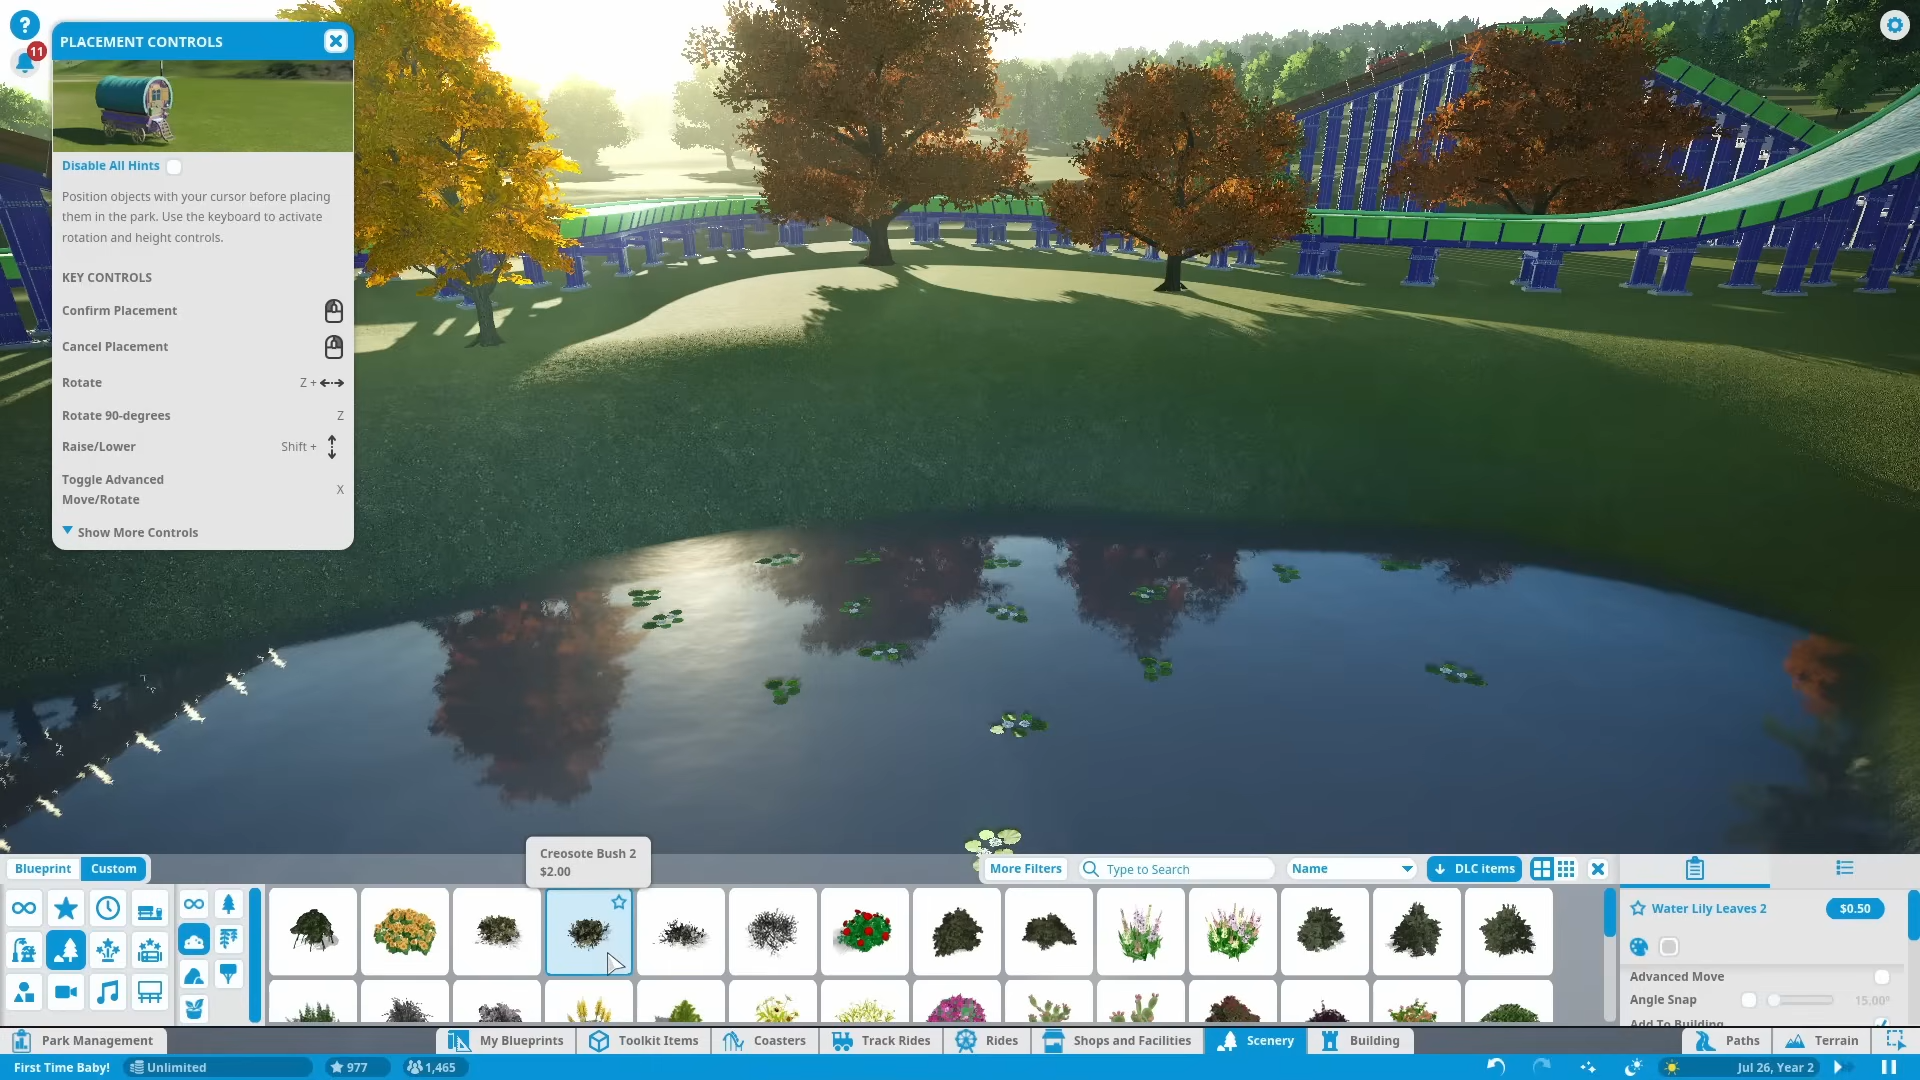 ?
11
PLACEMENT CONTROLS
Disable All Hints
Position objects with your cursor before placing
them in the park. Use the keyboard to activate
rotation and height controls.
KEY CONTROLS
Confirm Placement
Cancel Placement
Rotate Z +
Rotate 90-degrees Z
Raise/Lower Shift +
Toggle Advanced
Move/Rotate X
Show More Controls
Creosote Bush 2
$2.00
Blueprint Custom
More Filters Type to Search Name DLC items
Water Lily Leaves 2 $0.50
Advanced Move
Angle Snap 15.00°
Add To Building
Park Management My Blueprints Toolkit Items Coasters Track Rides Rides Shops and Facilities Scenery Building Paths Terrain
First Time Baby! Unlimited 977 1,465 Jul 26, Year 2